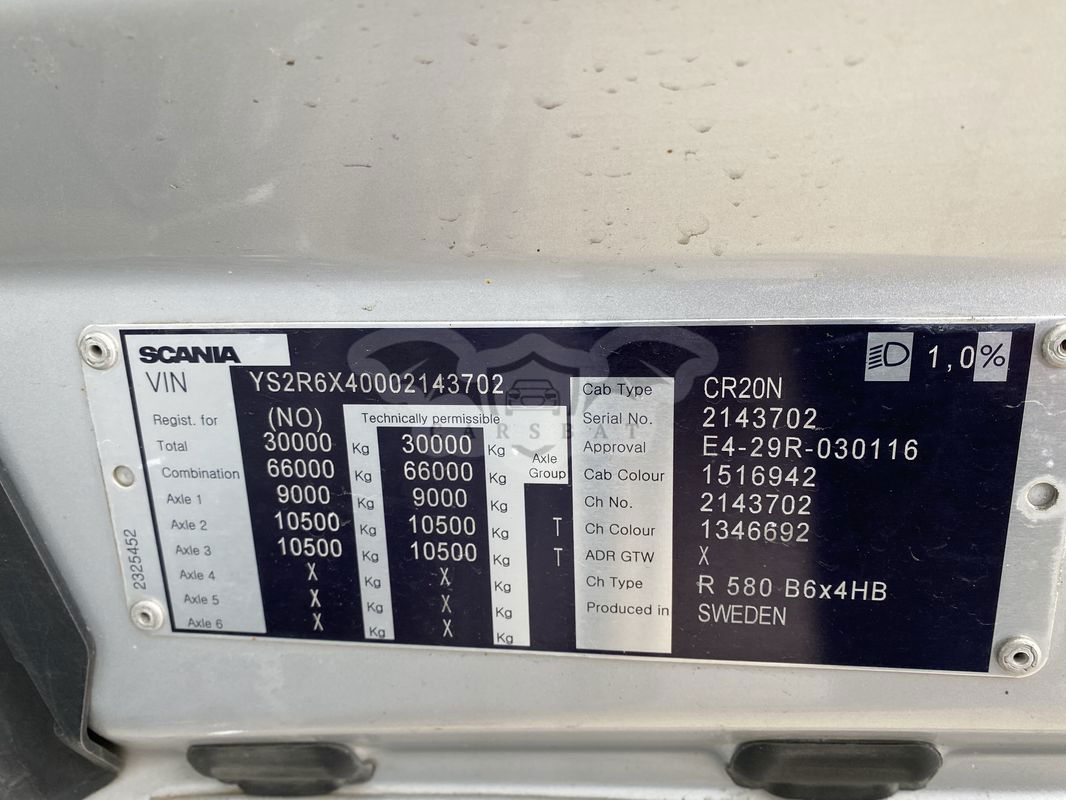 SCANIA
1,0%
VIN YS2R6X40002143702
Regist. for (NO) Technically permissible
Total 30000 Kg 30000 Kg
Combination 66000 Kg 66000 Kg
Axle Group
Axle 1 9000 Kg 9000 Kg
Axle 2 10500 Kg 10500 Kg T
Axle 3 10500 Kg 10500 Kg T
Axle 4 X Kg X Kg
Axle 5 X Kg X Kg
Axle 6 X Kg X Kg
2325452
Cab Type CR20N
Serial No. 2143702
Approval E4-29R-030116
Cab Colour 1516942
Ch No. 2143702
Ch Colour 1346692
ADR GTW X
Ch Type R 580 B6x4HB
Produced in SWEDEN
CARSBAT